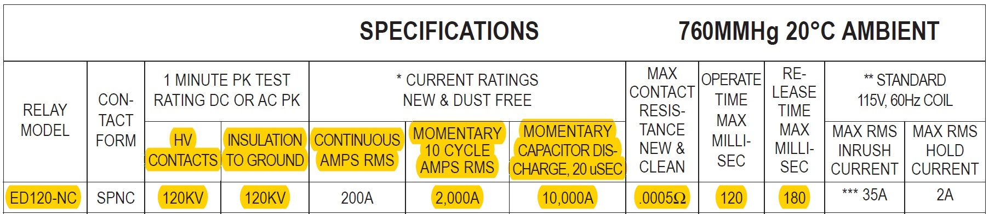 SPECIFICATIONS 760MMHg 20°C AMBIENT
RELAY
MODEL
CON-
TACT
FORM
1 MINUTE PK TEST
RATING DC OR AC PK
HV
CONTACTS
INSULATION
TO GROUND
* CURRENT RATINGS
NEW & DUST FREE
CONTINUOUS
AMPS RMS
MOMENTARY
10 CYCLE
AMPS RMS
MOMENTARY
CAPACITOR DIS-
CHARGE, 20 uSEC
MAX
CONTACT
RESIS-
TANCE
NEW &
CLEAN
OPERATE
TIME
MAX
MILLI-
SEC
RE-
LEASE
TIME
MAX
MILLI-
SEC
** STANDARD
115V, 60Hz COIL
MAX RMS
INRUSH
CURRENT
MAX RMS
HOLD
CURRENT
ED120-NC SPNC 120KV 120KV 200A 2,000A 10,000A .0005Ω 120 180 *** 35A 2A